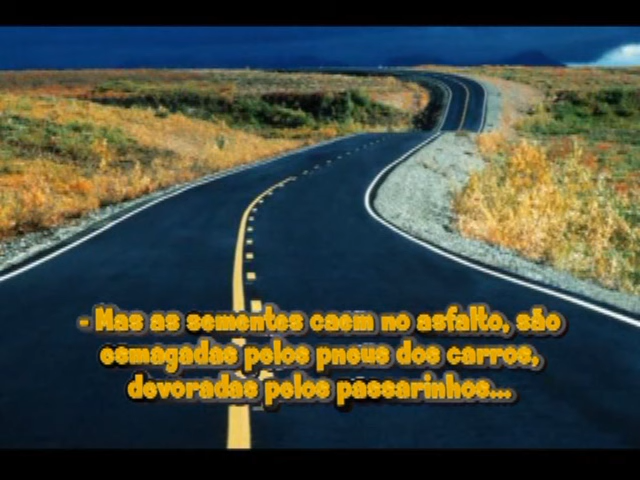 - Mas as sementes caem no asfalto, são
esmagadas pelos pneus dos carros,
devoradas pelos passarinhos...